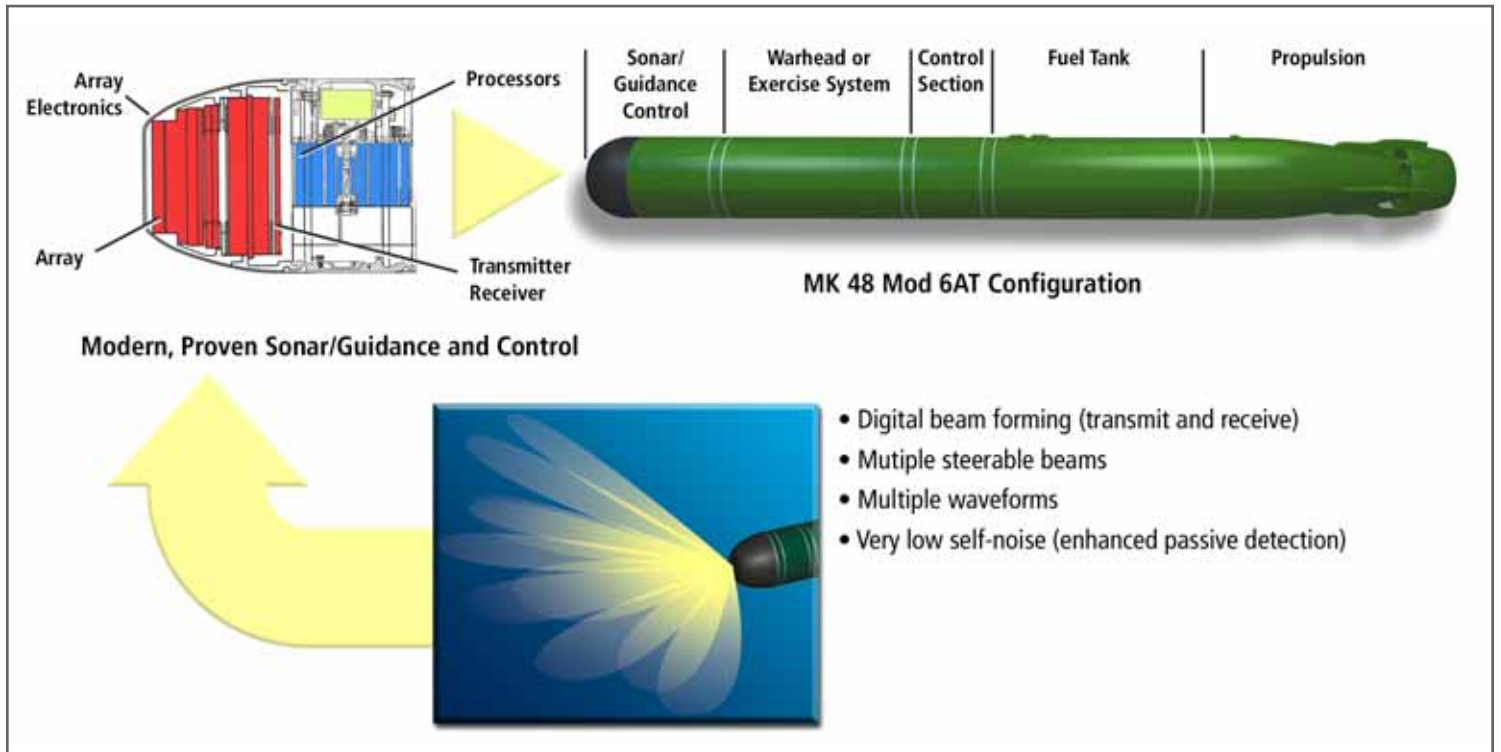 Array
Electronics
Processors
Array
Transmitter
Receiver
Sonar/
Guidance
Control
Warhead or
Exercise System
Control
Section
Fuel Tank
Propulsion
MK 48 Mod 6AT Configuration
Modern, Proven Sonar/Guidance and Control
• Digital beam forming (transmit and receive)
• Mutiple steerable beams
• Multiple waveforms
• Very low self-noise (enhanced passive detection)